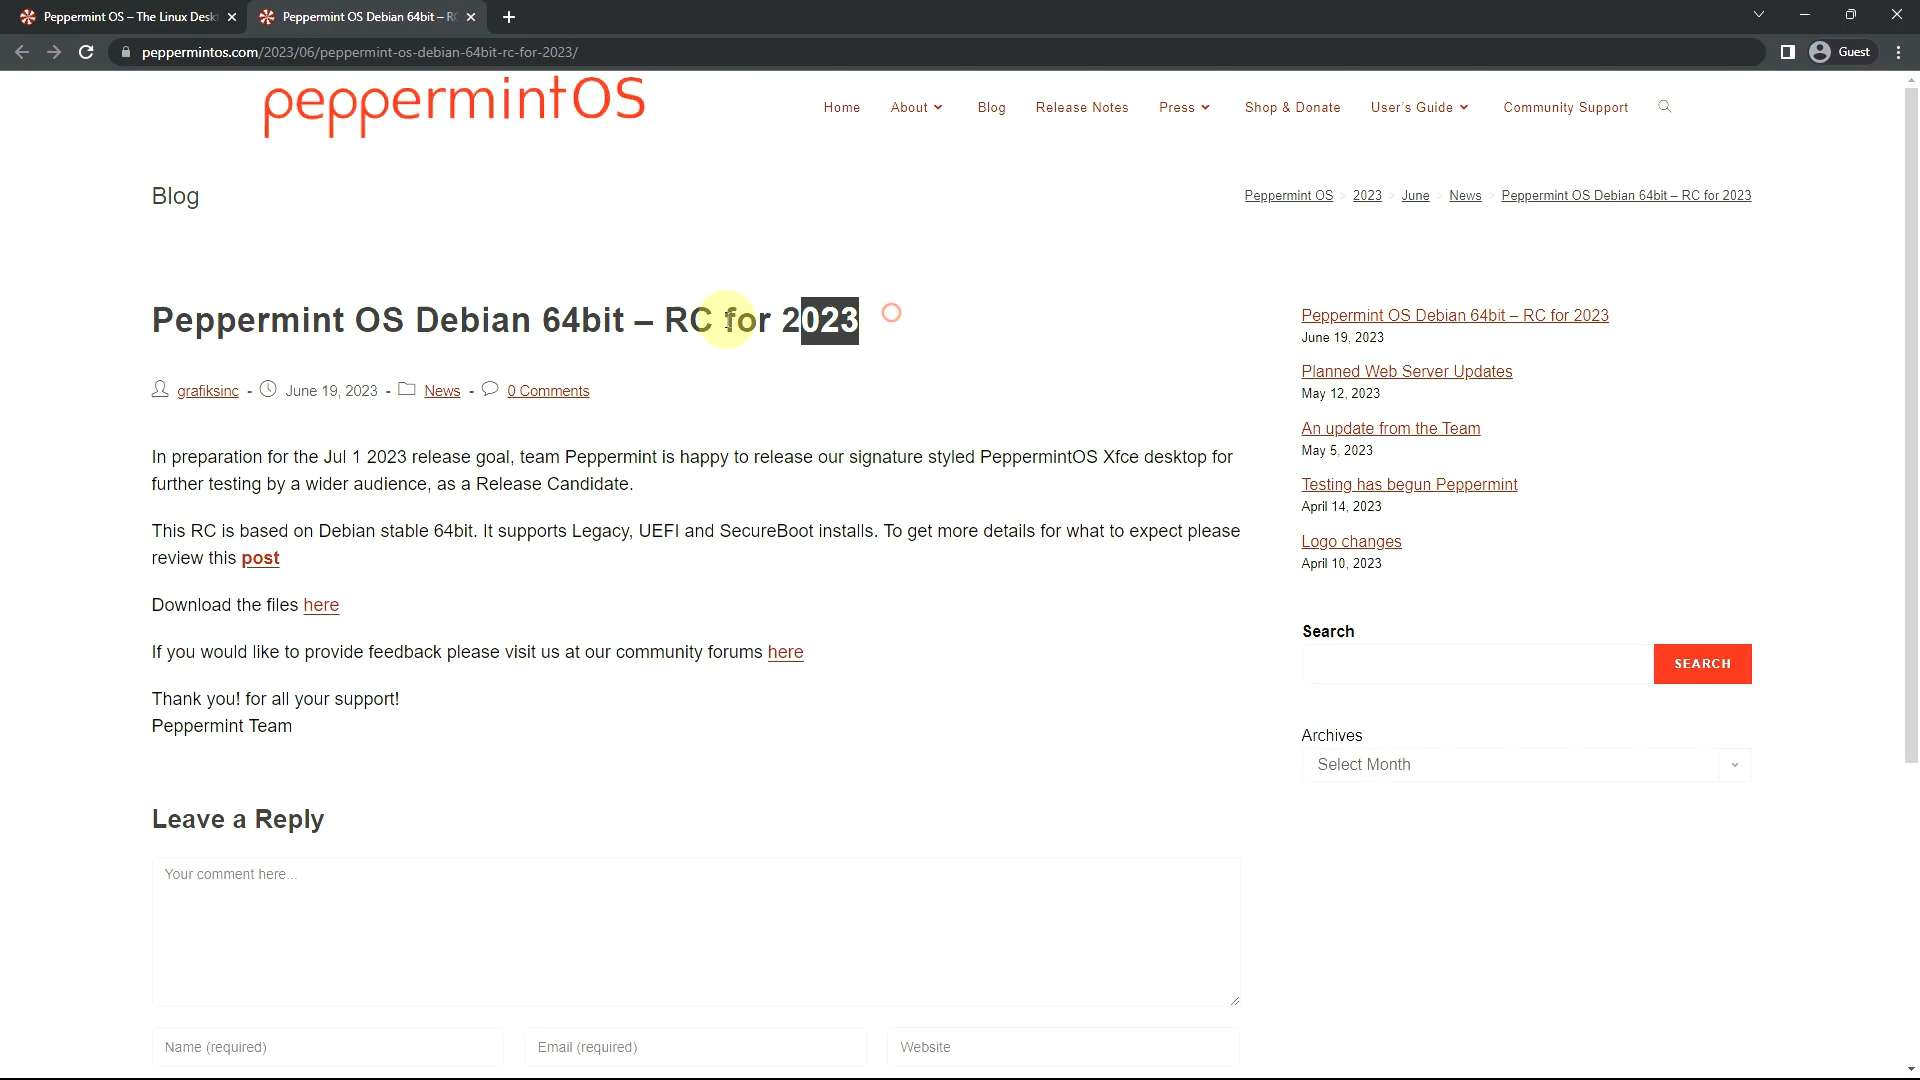 Peppermint OS – The Linux Desk
Peppermint OS Debian 64bit – RC
peppermintos.com/2023/06/peppermint-os-debian-64bit-rc-for-2023/
Guest
peppermintOS
Home
About
Blog
Release Notes
Press
Shop & Donate
User's Guide
Community Support
Blog
Peppermint OS > 2023 > June > News > Peppermint OS Debian 64bit – RC for 2023
Peppermint OS Debian 64bit – RC for 2023
grafiksinc - June 19, 2023 - News - 0 Comments
In preparation for the Jul 1 2023 release goal, team Peppermint is happy to release our signature styled PeppermintOS Xfce desktop for
further testing by a wider audience, as a Release Candidate.
This RC is based on Debian stable 64bit. It supports Legacy, UEFI and SecureBoot installs. To get more details for what to expect please
review this post
Download the files here
If you would like to provide feedback please visit us at our community forums here
Thank you! for all your support!
Peppermint Team
Leave a Reply
Your comment here...
Name (required)
Email (required)
Website
Peppermint OS Debian 64bit – RC for 2023
June 19, 2023
Planned Web Server Updates
May 12, 2023
An update from the Team
May 5, 2023
Testing has begun Peppermint
April 14, 2023
Logo changes
April 10, 2023
Search
SEARCH
Archives
Select Month